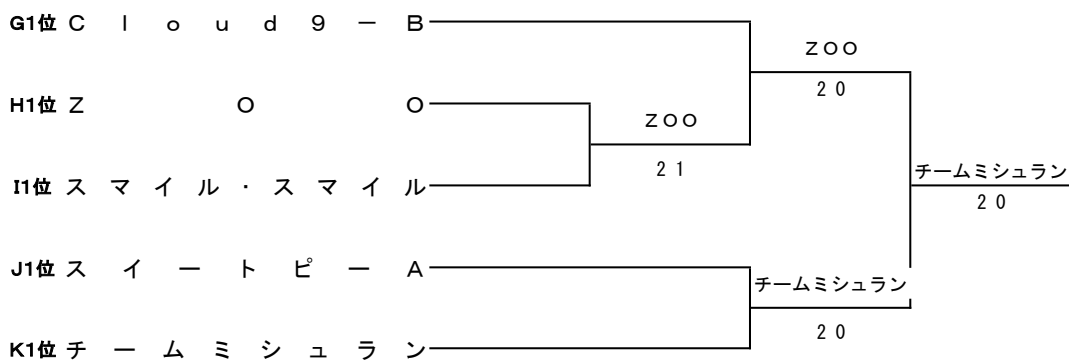 G1位 Cloud9－B
ZOO
20
H1位 ZOO
ZOO
21
I1位 スマイル・スマイル
チームミシュラン
20
J1位 スイートピーA
チームミシュラン
20
K1位 チームミシュラン